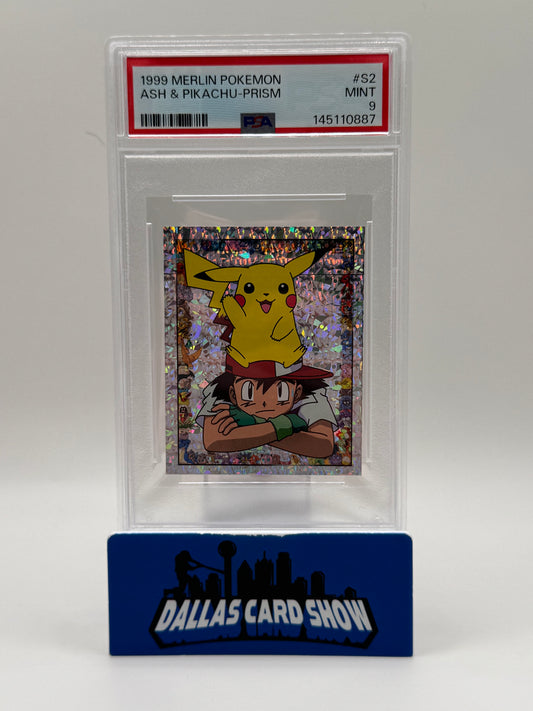 1999 MERLIN POKEMON #S2
ASH & PIKACHU-PRISM MINT
9
PSA 145110887
DALLAS CARD SHOW